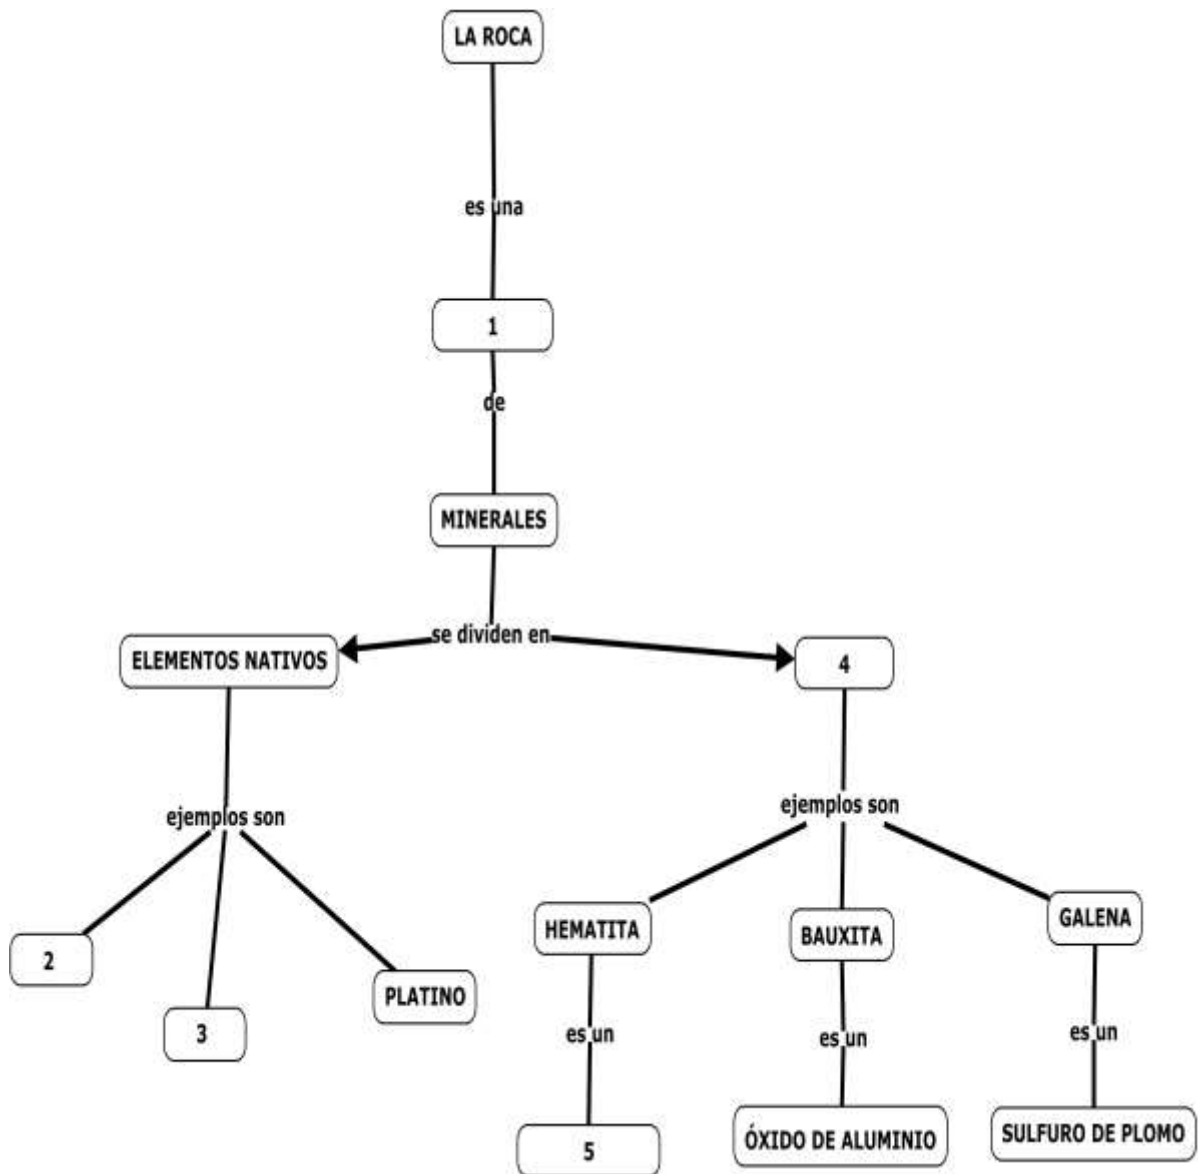 LA ROCA
es una
1
de
MINERALES
se dividen en
ELEMENTOS NATIVOS
4
ejemplos son
ejemplos son
2
3
PLATINO
HEMATITA
BAUXITA
GALENA
es un
es un
es un
5
ÓXIDO DE ALUMINIO
SULFURO DE PLOMO